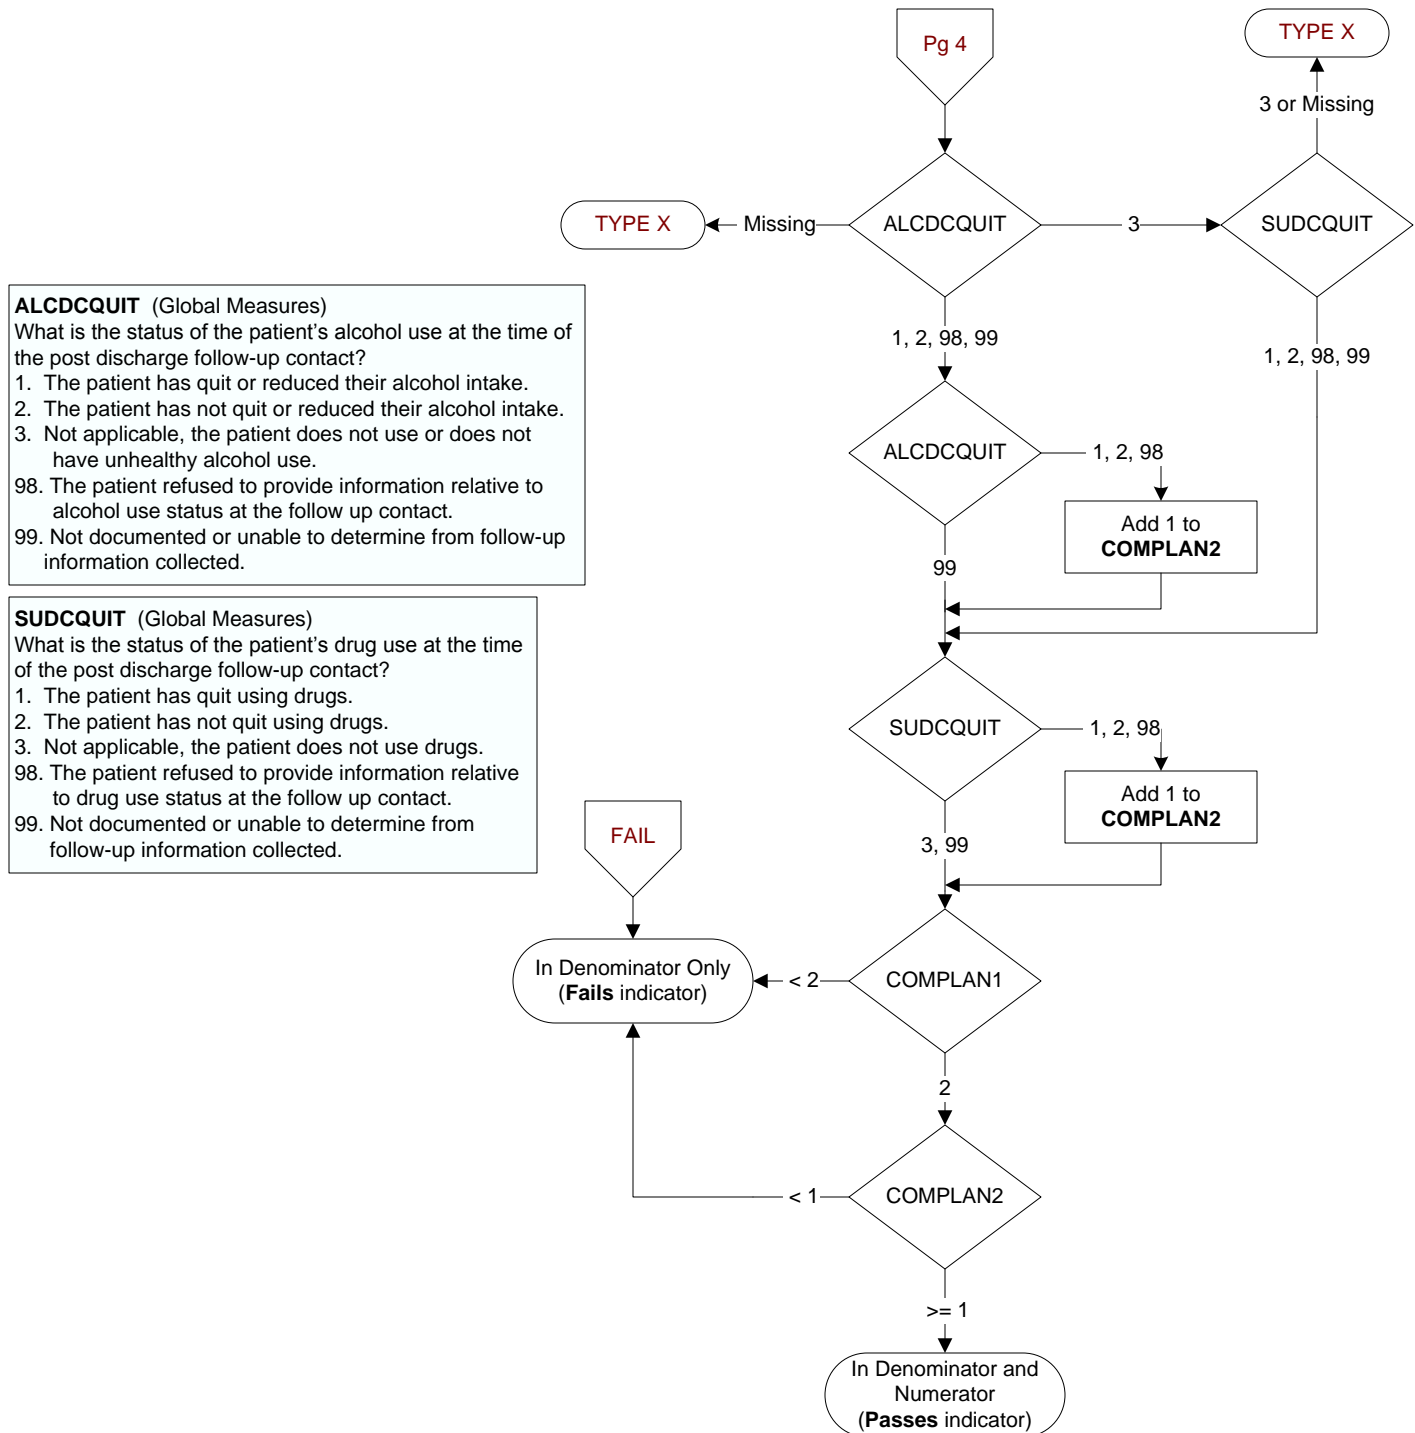 Pg 4
TYPE X
3 or Missing
TYPE X
Missing
ALCDCQUIT
3
SUDCQUIT
ALCDCQUIT (Global Measures)
What is the status of the patient's alcohol use at the time of
the post discharge follow-up contact?
1. The patient has quit or reduced their alcohol intake.
2. The patient has not quit or reduced their alcohol intake.
3. Not applicable, the patient does not use or does not
have unhealthy alcohol use.
98. The patient refused to provide information relative to
alcohol use status at the follow up contact.
99. Not documented or unable to determine from follow-up
information collected.
1, 2, 98, 99
1, 2, 98, 99
ALCDCQUIT
1, 2, 98
Add 1 to
COMPLAN2
99
SUDCQUIT (Global Measures)
What is the status of the patient's drug use at the time
of the post discharge follow-up contact?
1. The patient has quit using drugs.
2. The patient has not quit using drugs.
3. Not applicable, the patient does not use drugs.
98. The patient refused to provide information relative
to drug use status at the follow up contact.
99. Not documented or unable to determine from
follow-up information collected.
SUDCQUIT
1, 2, 98
Add 1 to
COMPLAN2
3, 99
FAIL
In Denominator Only
(Fails indicator)
< 2
COMPLAN1
2
< 1
COMPLAN2
>= 1
In Denominator and
Numerator
(Passes indicator)